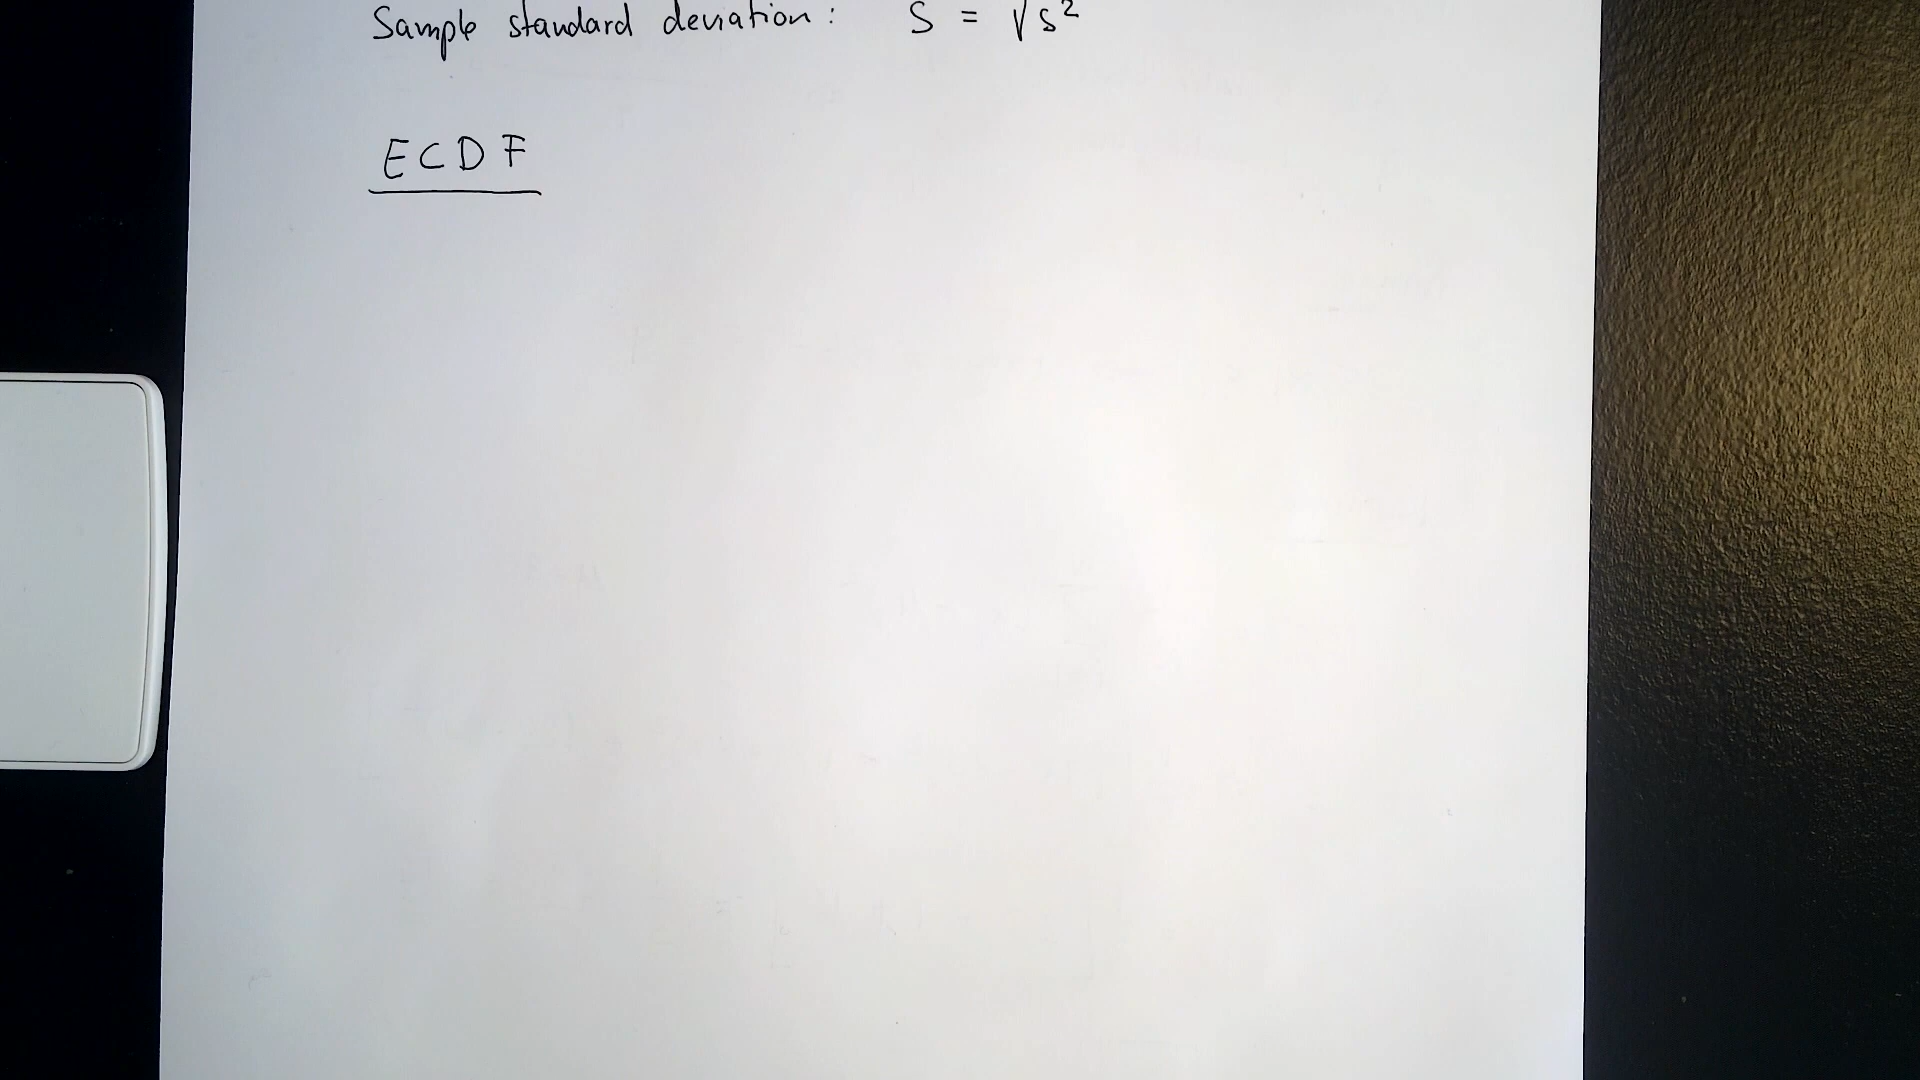 Sample standard deviation: S = √s²
ECDF